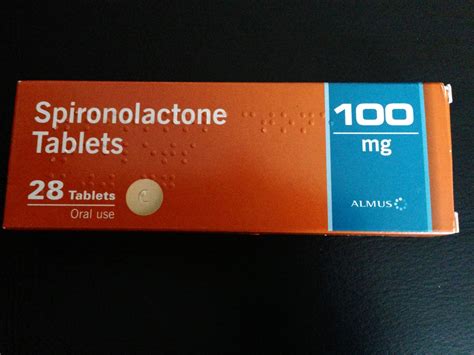 Spironolactone
Tablets
28 Tablets
Oral use
100
mg
ALMUS